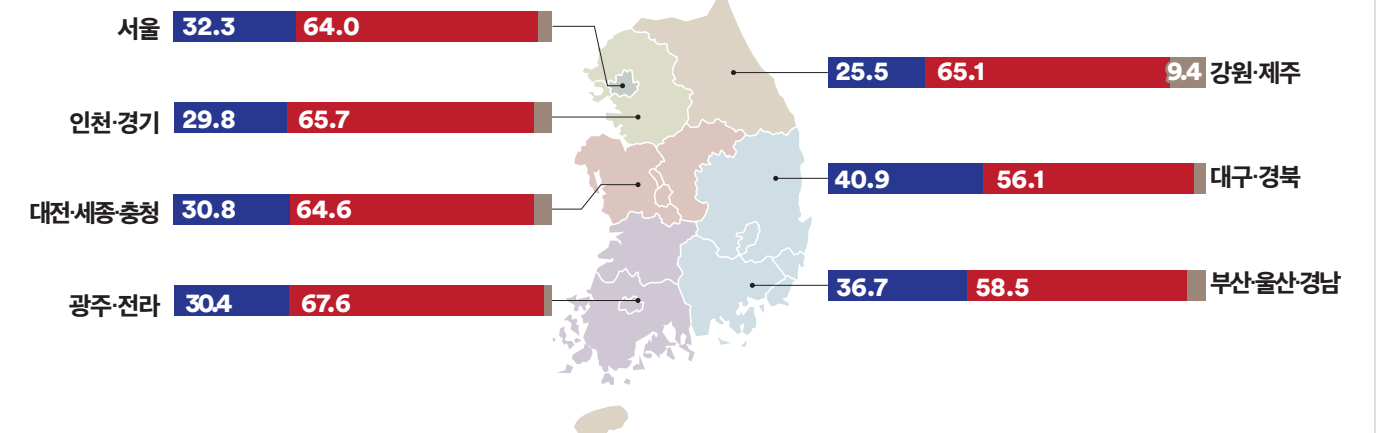 서울 32.3 64.0
인천·경기 29.8 65.7
대전·세종·충청 30.8 64.6
광주·전라 30.4 67.6
25.5 65.1 9.4 강원·제주
40.9 56.1 대구·경북
36.7 58.5 부산·울산·경남